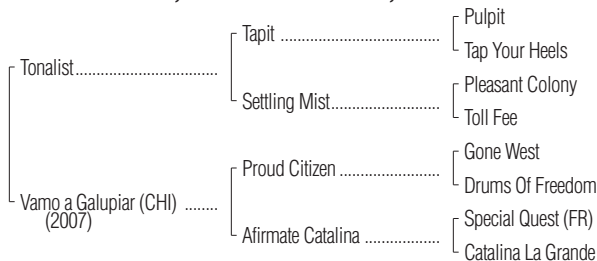 Pulpit
Tapit ................................
Tap Your Heels
Tonalist.................................
Pleasant Colony
Settling Mist......................
Toll Fee
Gone West
Proud Citizen ....................
Drums Of Freedom
Vamo a Galupiar (CHI) ........
(2007)
Special Quest (FR)
Afirmate Catalina ...............
Catalina La Grande